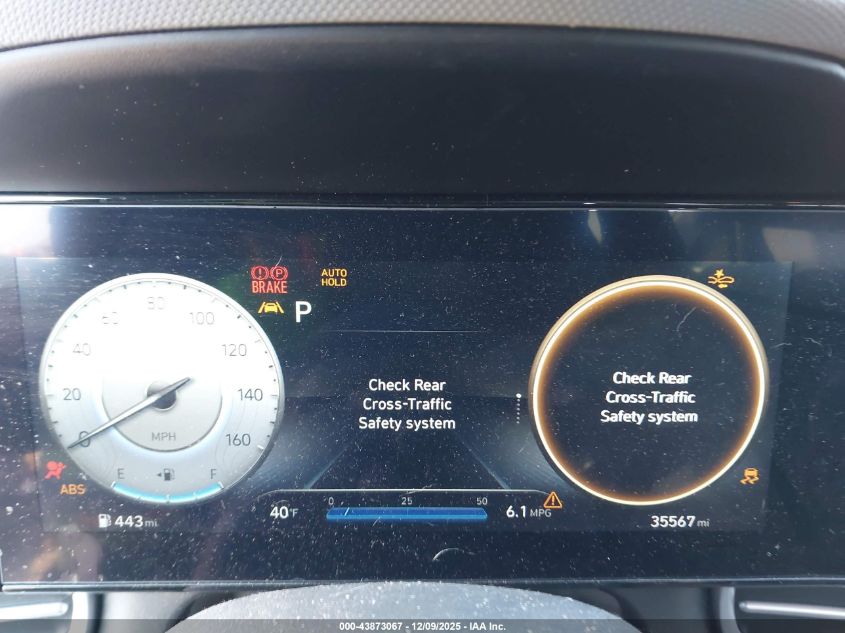 BRAKE
AUTO
HOLD
P
0
20
40
60
80
100
120
140
160
MPH
E
F
ABS
443 mi
Check Rear
Cross-Traffic
Safety system
0 25 50
40°F
6.1 MPG
Check Rear
Cross-Traffic
Safety system
35567 mi
000-43873067 - 12/09/2025 - IAA Inc.